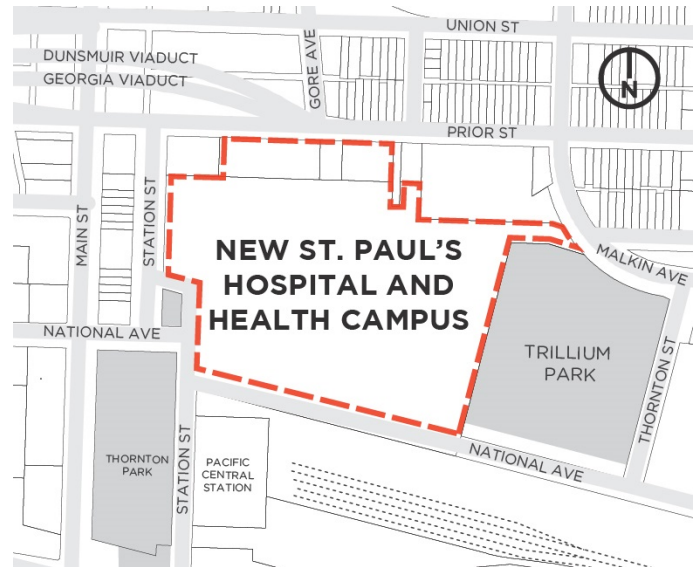 UNION ST
DUNSMUIR VIADUCT
GEORGIA VIADUCT
GORE AVE
N
PRIOR ST
MAIN ST
STATION ST
NEW ST. PAUL'S
HOSPITAL AND
HEALTH CAMPUS
MALKIN AVE
NATIONAL AVE
TRILLIUM
PARK
THORNTON ST
THORNTON
PARK
STATION ST
PACIFIC
CENTRAL
STATION
NATIONAL AVE